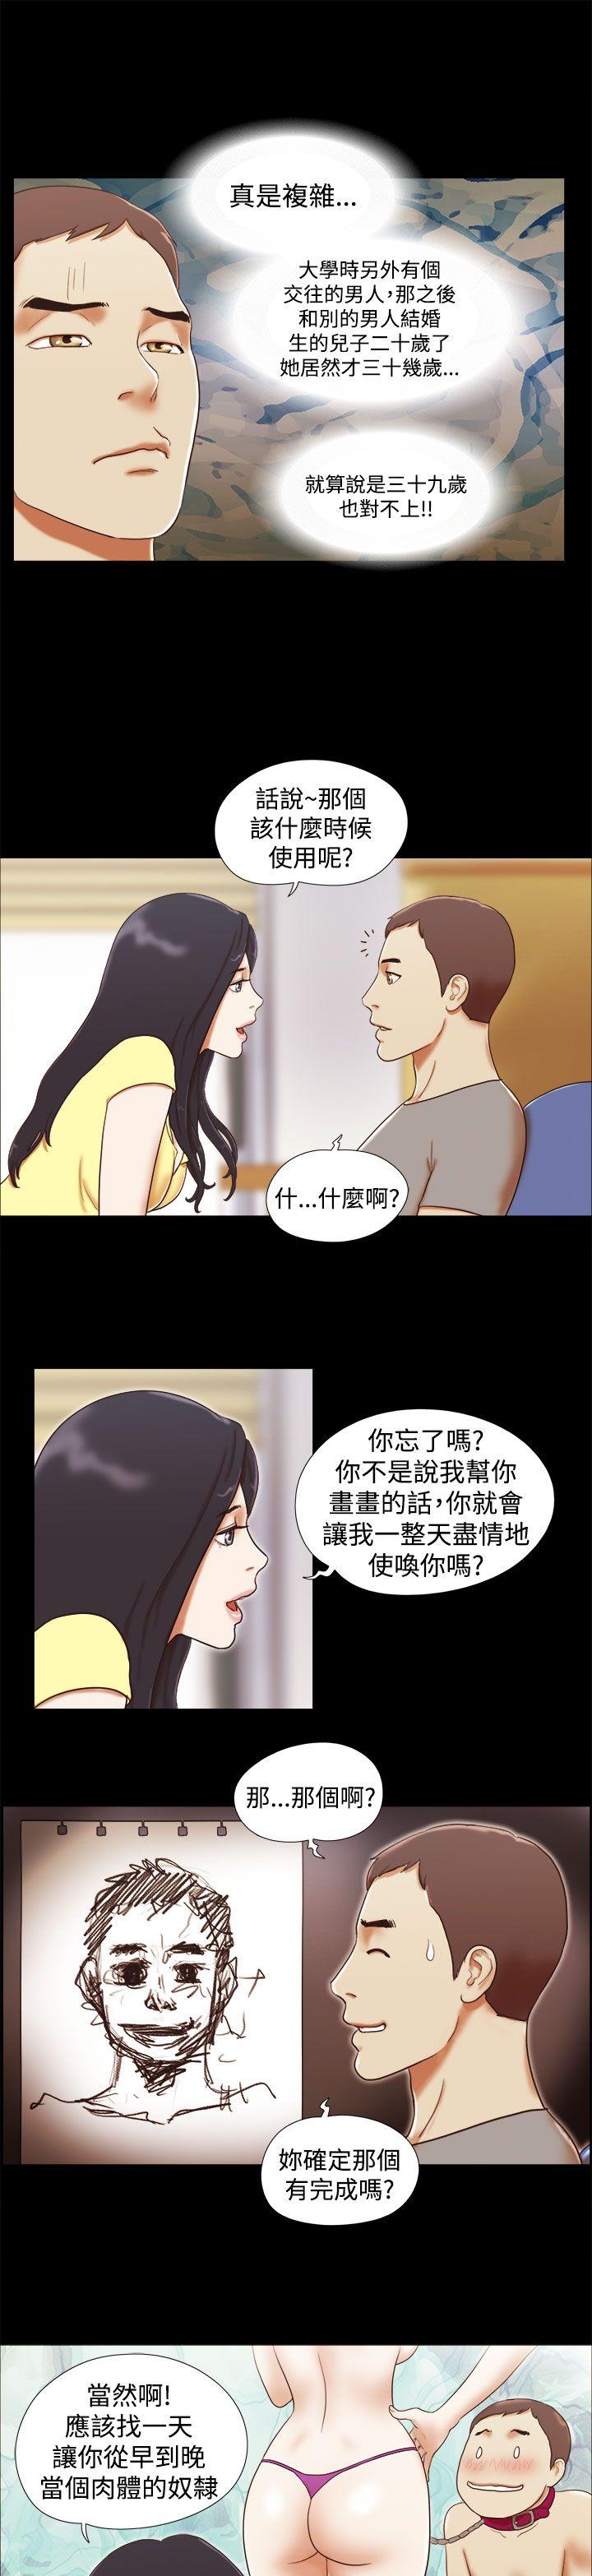 真是複雜...
大學時另外有個
交往的男人，那之後
和別的男人結婚
生的兒子二十歲了
她居然才三十幾歲...
就算說是三十九歲
也對不上!!
話說~那個
該什麼時候
使用呢?
什...什麼啊?
你忘了嗎?
你不是說我幫你
畫畫的話，你就會
讓我一整天盡情地
使喚你嗎?
那...那個啊?
妳確定那個
有完成嗎?
當然啊!
應該找一天
讓你從早到晚
當個肉體的奴隸